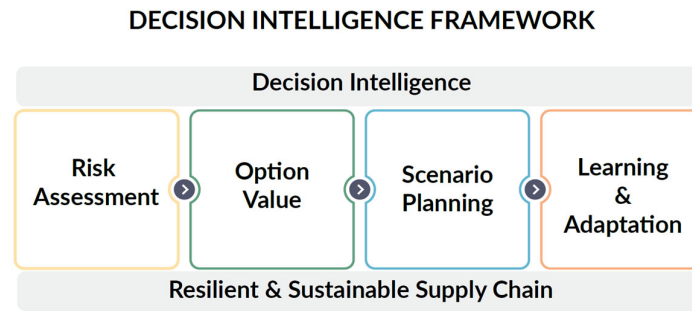 DECISION INTELLIGENCE FRAMEWORK
Decision Intelligence
Risk
Assessment
Option
Value
Scenario
Planning
Learning
&
Adaptation
Resilient & Sustainable Supply Chain